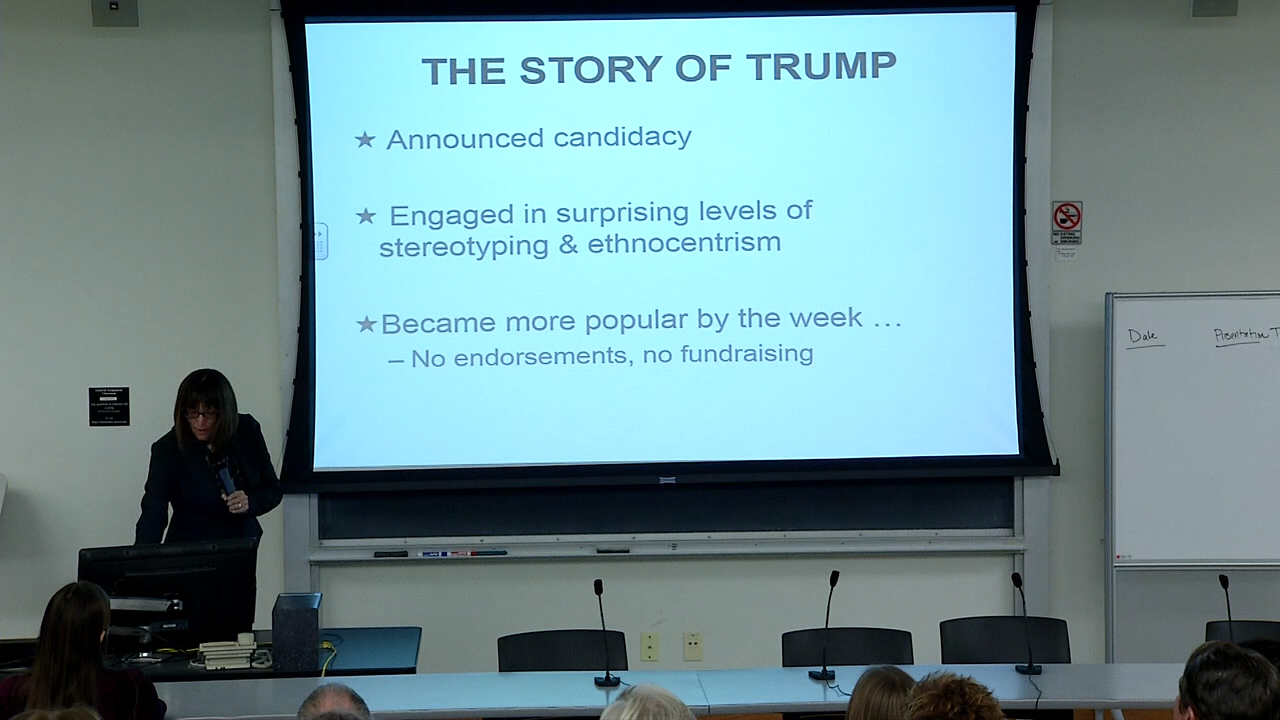 THE STORY OF TRUMP
★ Announced candidacy
★ Engaged in surprising levels of
stereotyping & ethnocentrism
★ Became more popular by the week …
– No endorsements, no fundraising
Date